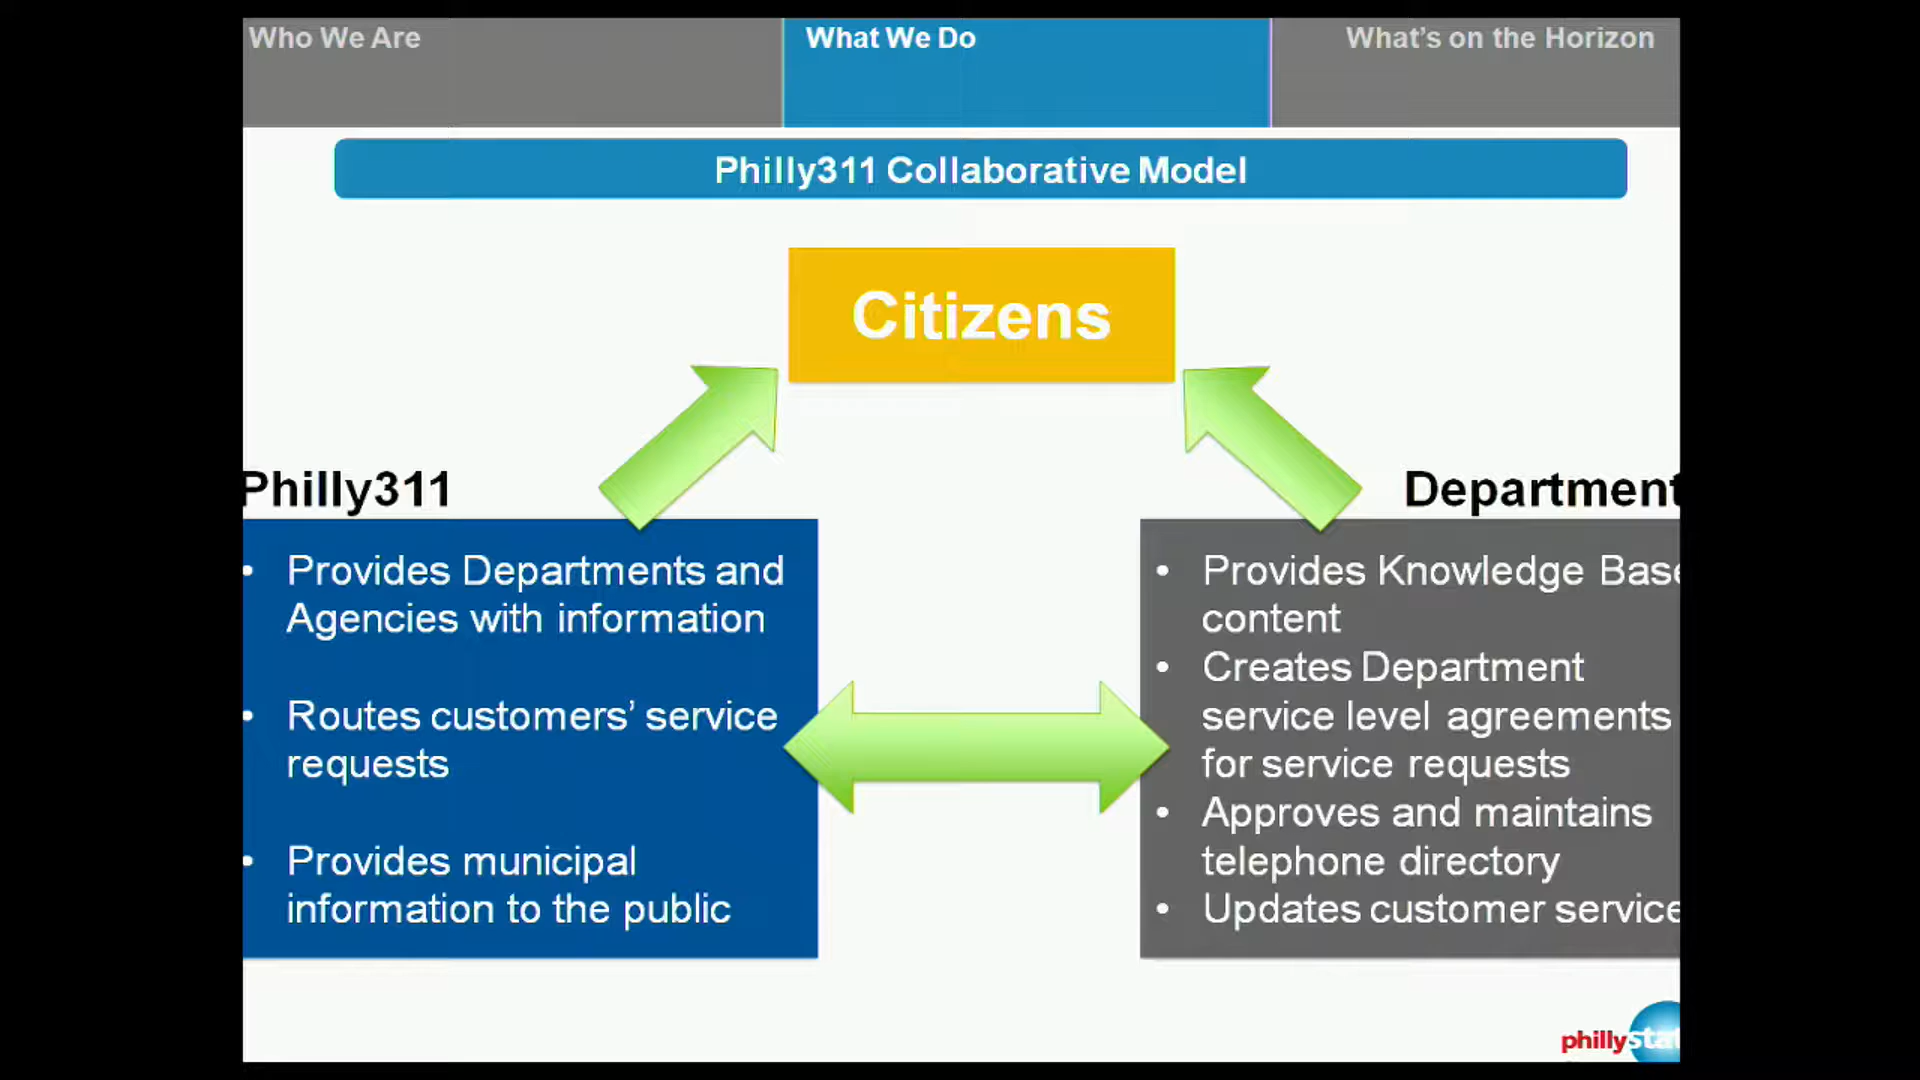 Who We Are
What We Do
What's on the Horizon
Philly311 Collaborative Model
Citizens
Philly311
• Provides Departments and
Agencies with information
• Routes customers’ service
requests
• Provides municipal
information to the public
Department
• Provides Knowledge Base
content
• Creates Department
service level agreements
for service requests
• Approves and maintains
telephone directory
• Updates customer service
phillystat